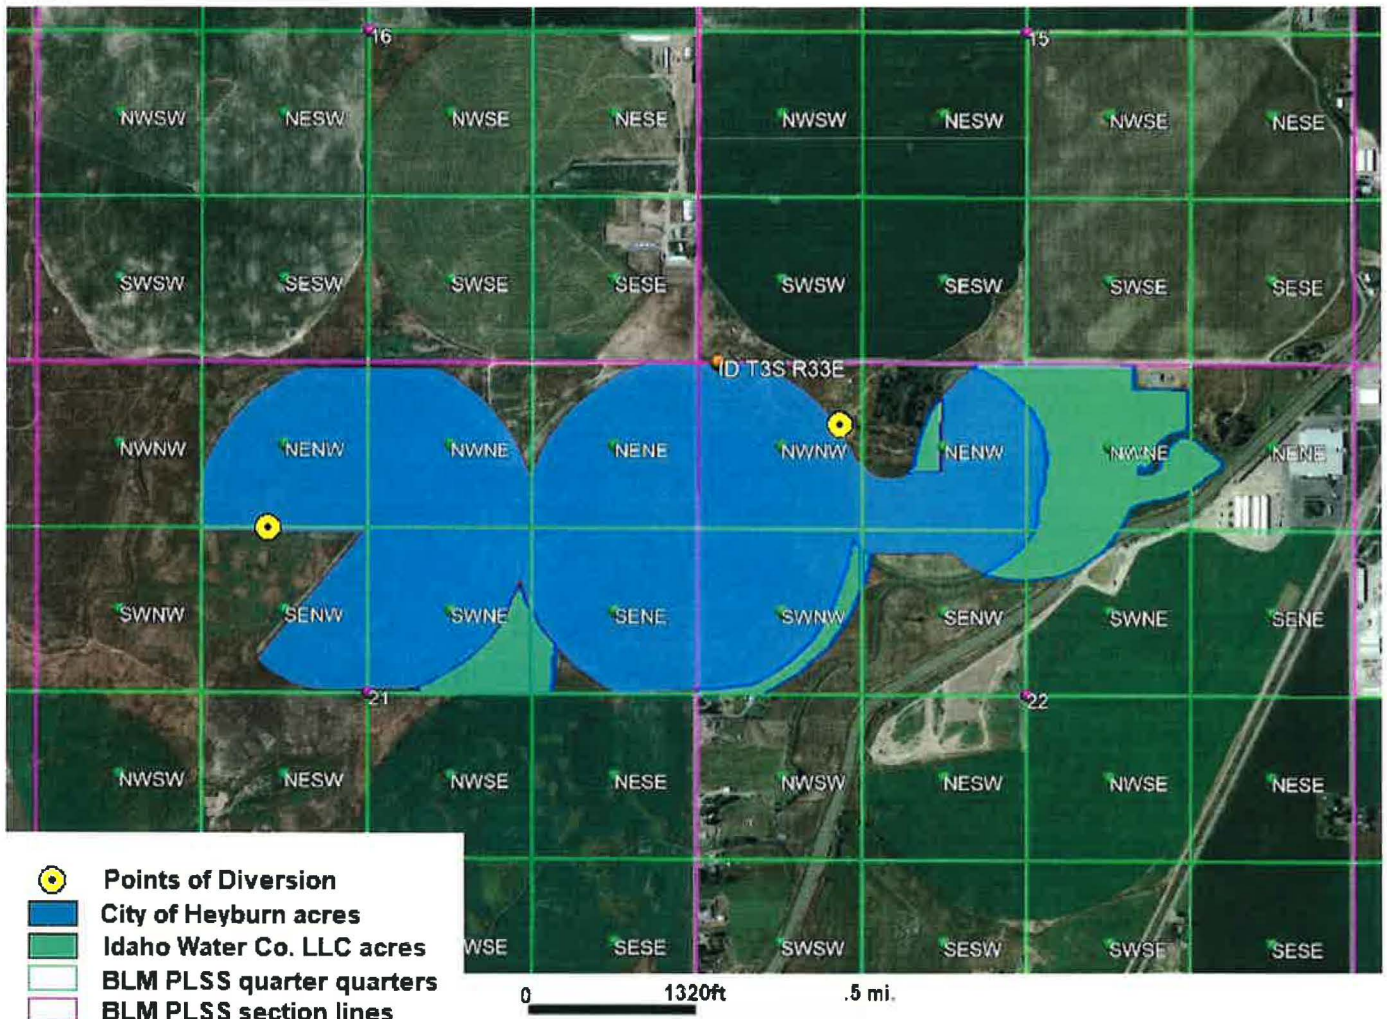 16 15
NWSW NESW NWSE NESE NWSW NESW NWSE NESE
SWSW SESW SWSE SESE SWSW SESW SWSE SESE
ID T3S R33E
NWNW NENW NWNE NENE NWNW NENW NWNE NENE
SWNW SENW SWNE SENE SWNW SENW SWNE SENE
21 22
NWSW NESW NWSE NESE NWSW NESW NWSE NESE
WSE SESE SWSW SESW SWSE SESE
Points of Diversion
City of Heyburn acres
Idaho Water Co. LLC acres
BLM PLSS quarter quarters
BLM PLSS section lines
0 1320ft .5 mi.